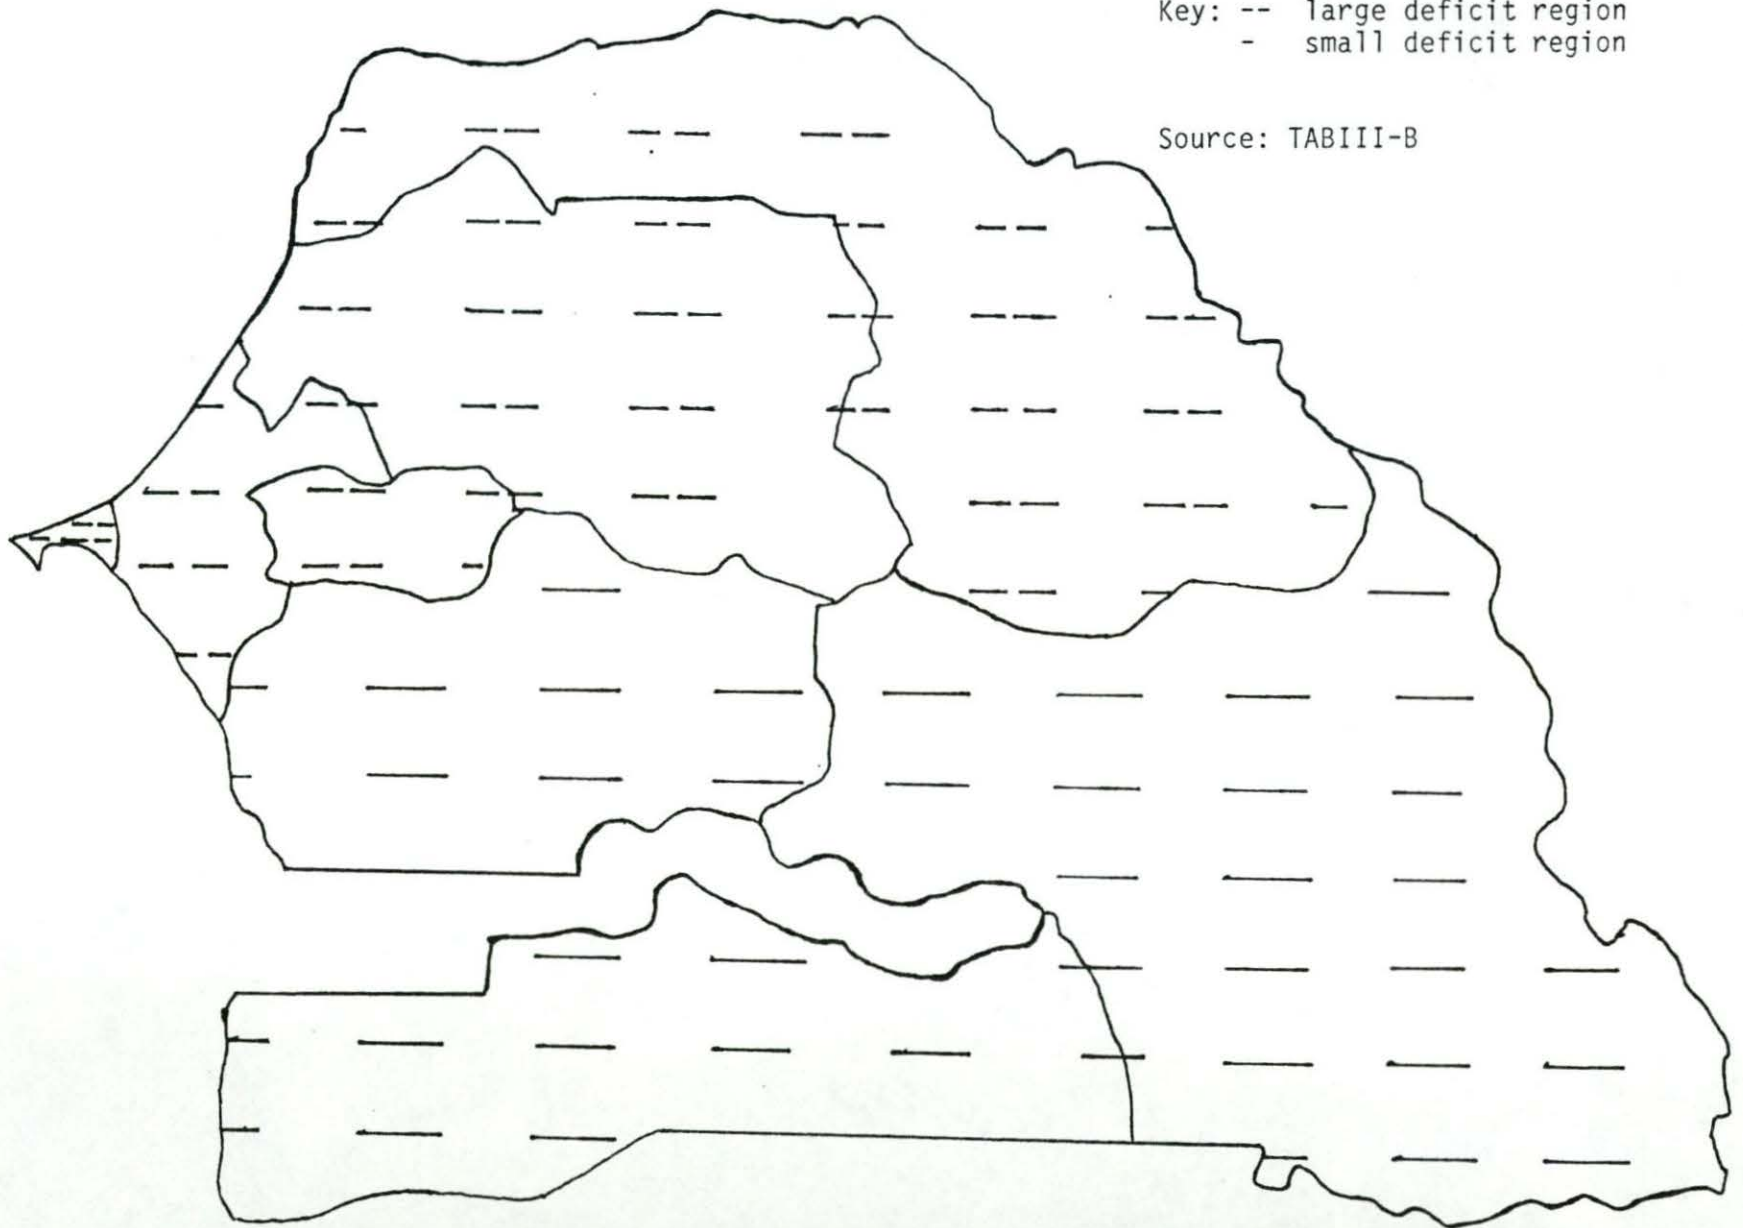 Key: -- large deficit region
- small deficit region
Source: TABIII-B